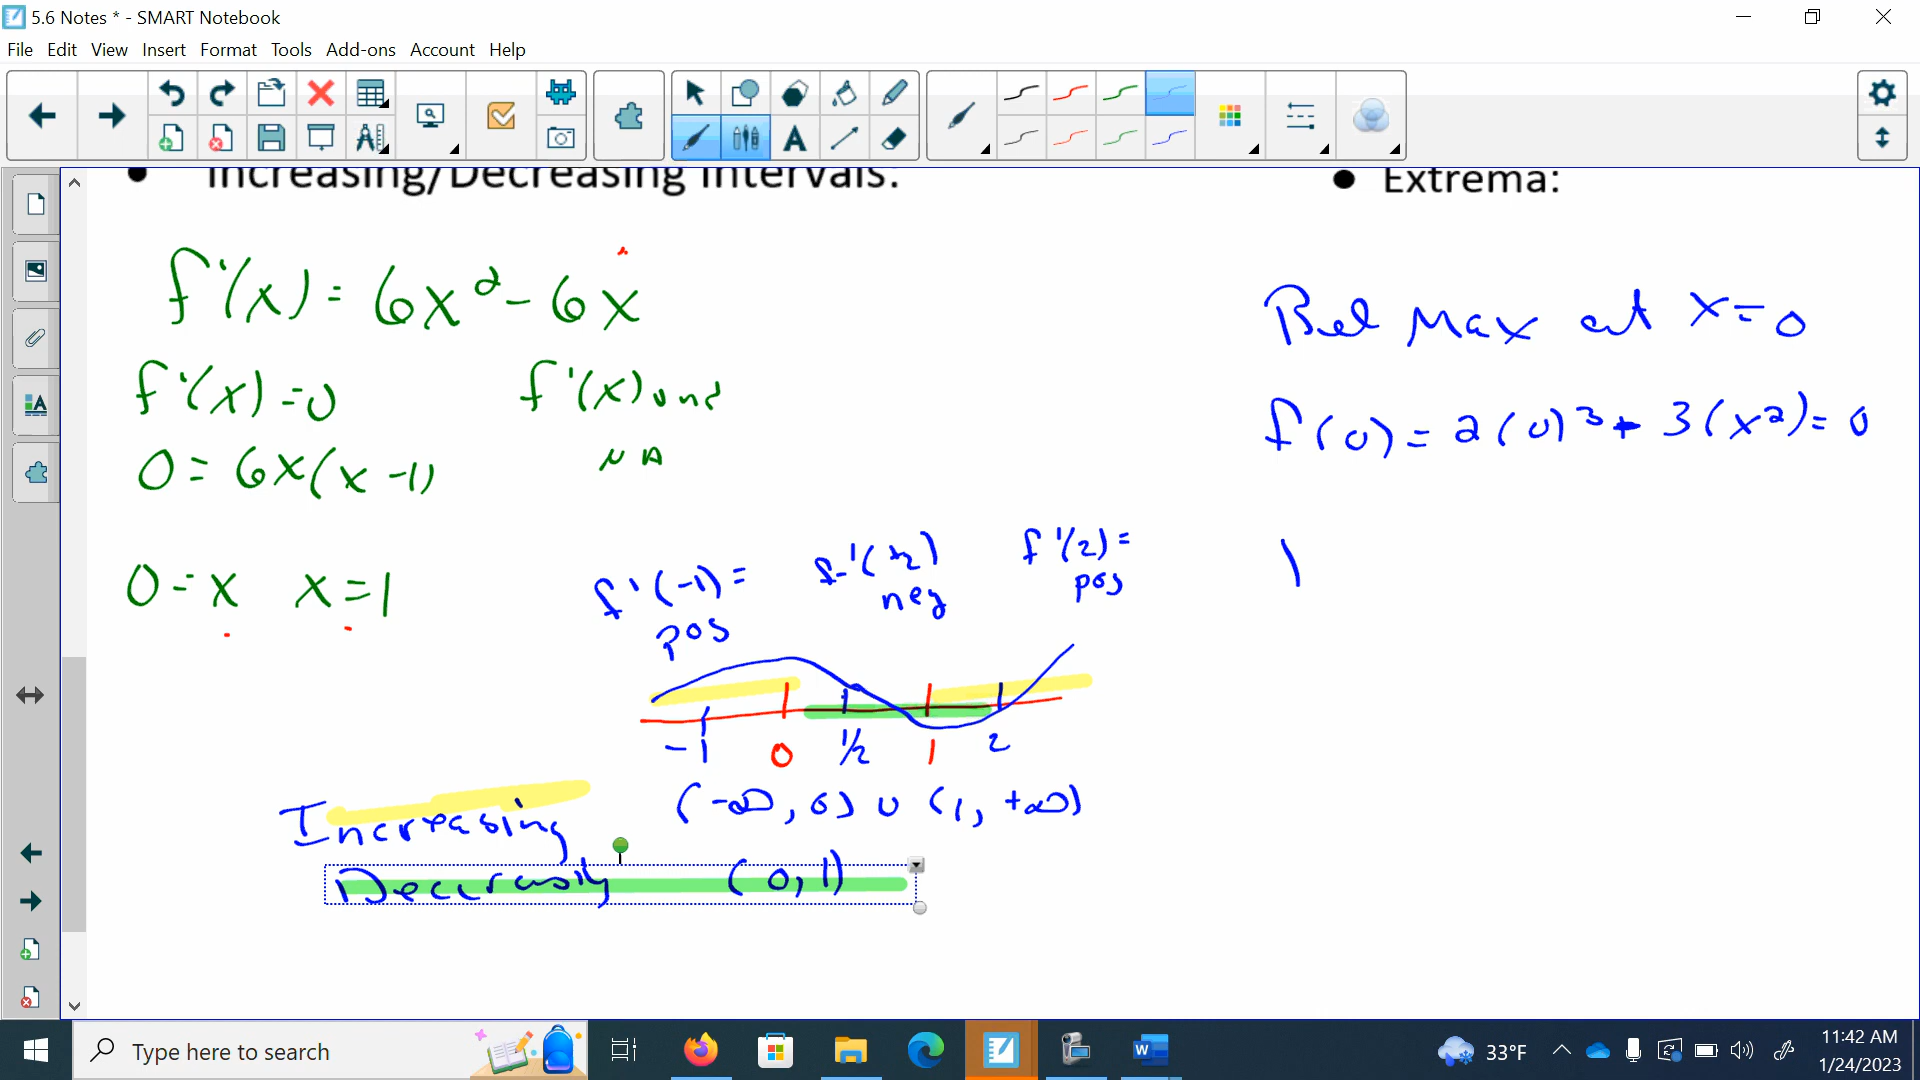 5.6 Notes * - SMART Notebook
File Edit View Insert Format Tools Add-ons Account Help
• Increasing/Decreasing Intervals:
• Extrema:
f'(x) = 6x² - 6x
f'(x) = 0
f'(x) und
0 = 6x(x - 1)
NA
0 = x x = 1
f'(-1) =
pos
f'(½)
neg
f'(2) =
pos
-1 0 1/2 1 2
Increasing (-∞, 0) ∪ (1, +∞)
Decreasing (0, 1)
Rel Max at x = 0
f(0) = 2(0)³ - 3(x²) = 0
Type here to search
33°F
11:42 AM
1/24/2023